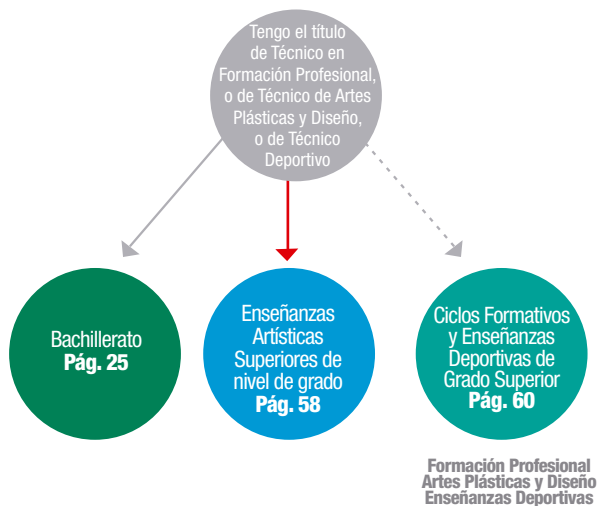 Tengo el título
de Técnico en
Formación Profesional,
o de Técnico de Artes
Plásticas y Diseño,
o de Técnico
Deportivo
Bachillerato
Pág. 25
Enseñanzas
Artísticas
Superiores de
nivel de grado
Pág. 58
Ciclos Formativos
y Enseñanzas
Deportivas de
Grado Superior
Pág. 60
Formación Profesional
Artes Plásticas y Diseño
Enseñanzas Deportivas